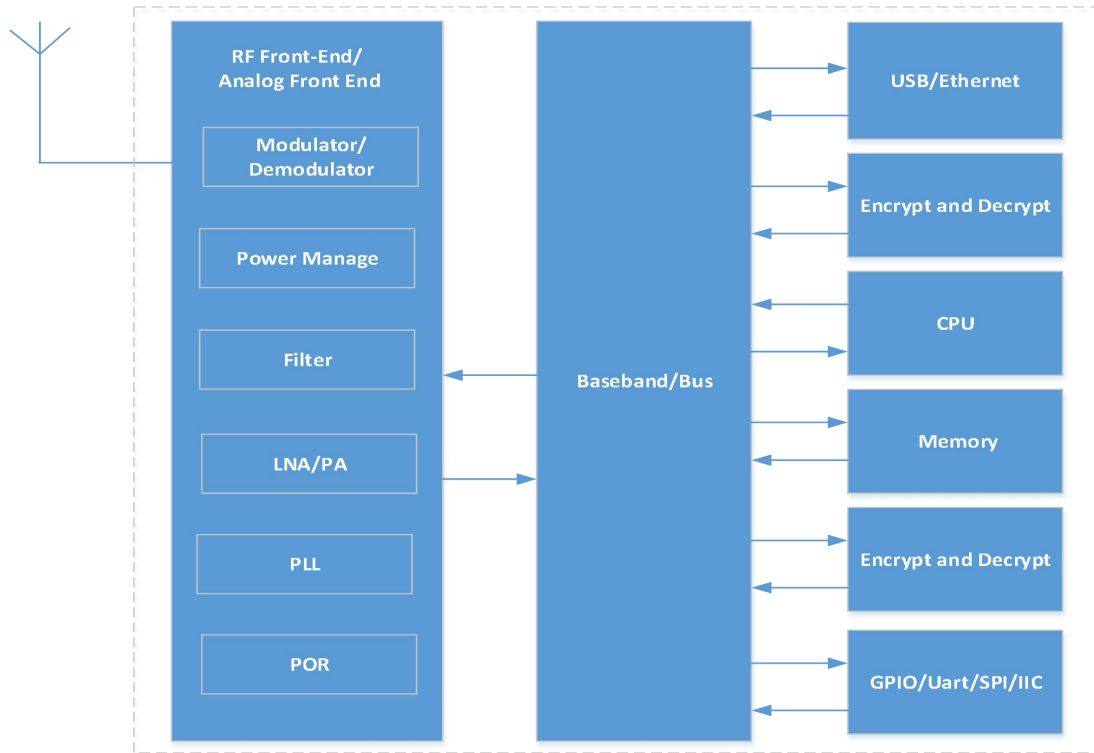 RF Front-End/
Analog Front End
Modulator/
Demodulator
Power Manage
Filter
LNA/PA
PLL
POR
Baseband/Bus
USB/Ethernet
Encrypt and Decrypt
CPU
Memory
Encrypt and Decrypt
GPIO/Uart/SPI/IIC